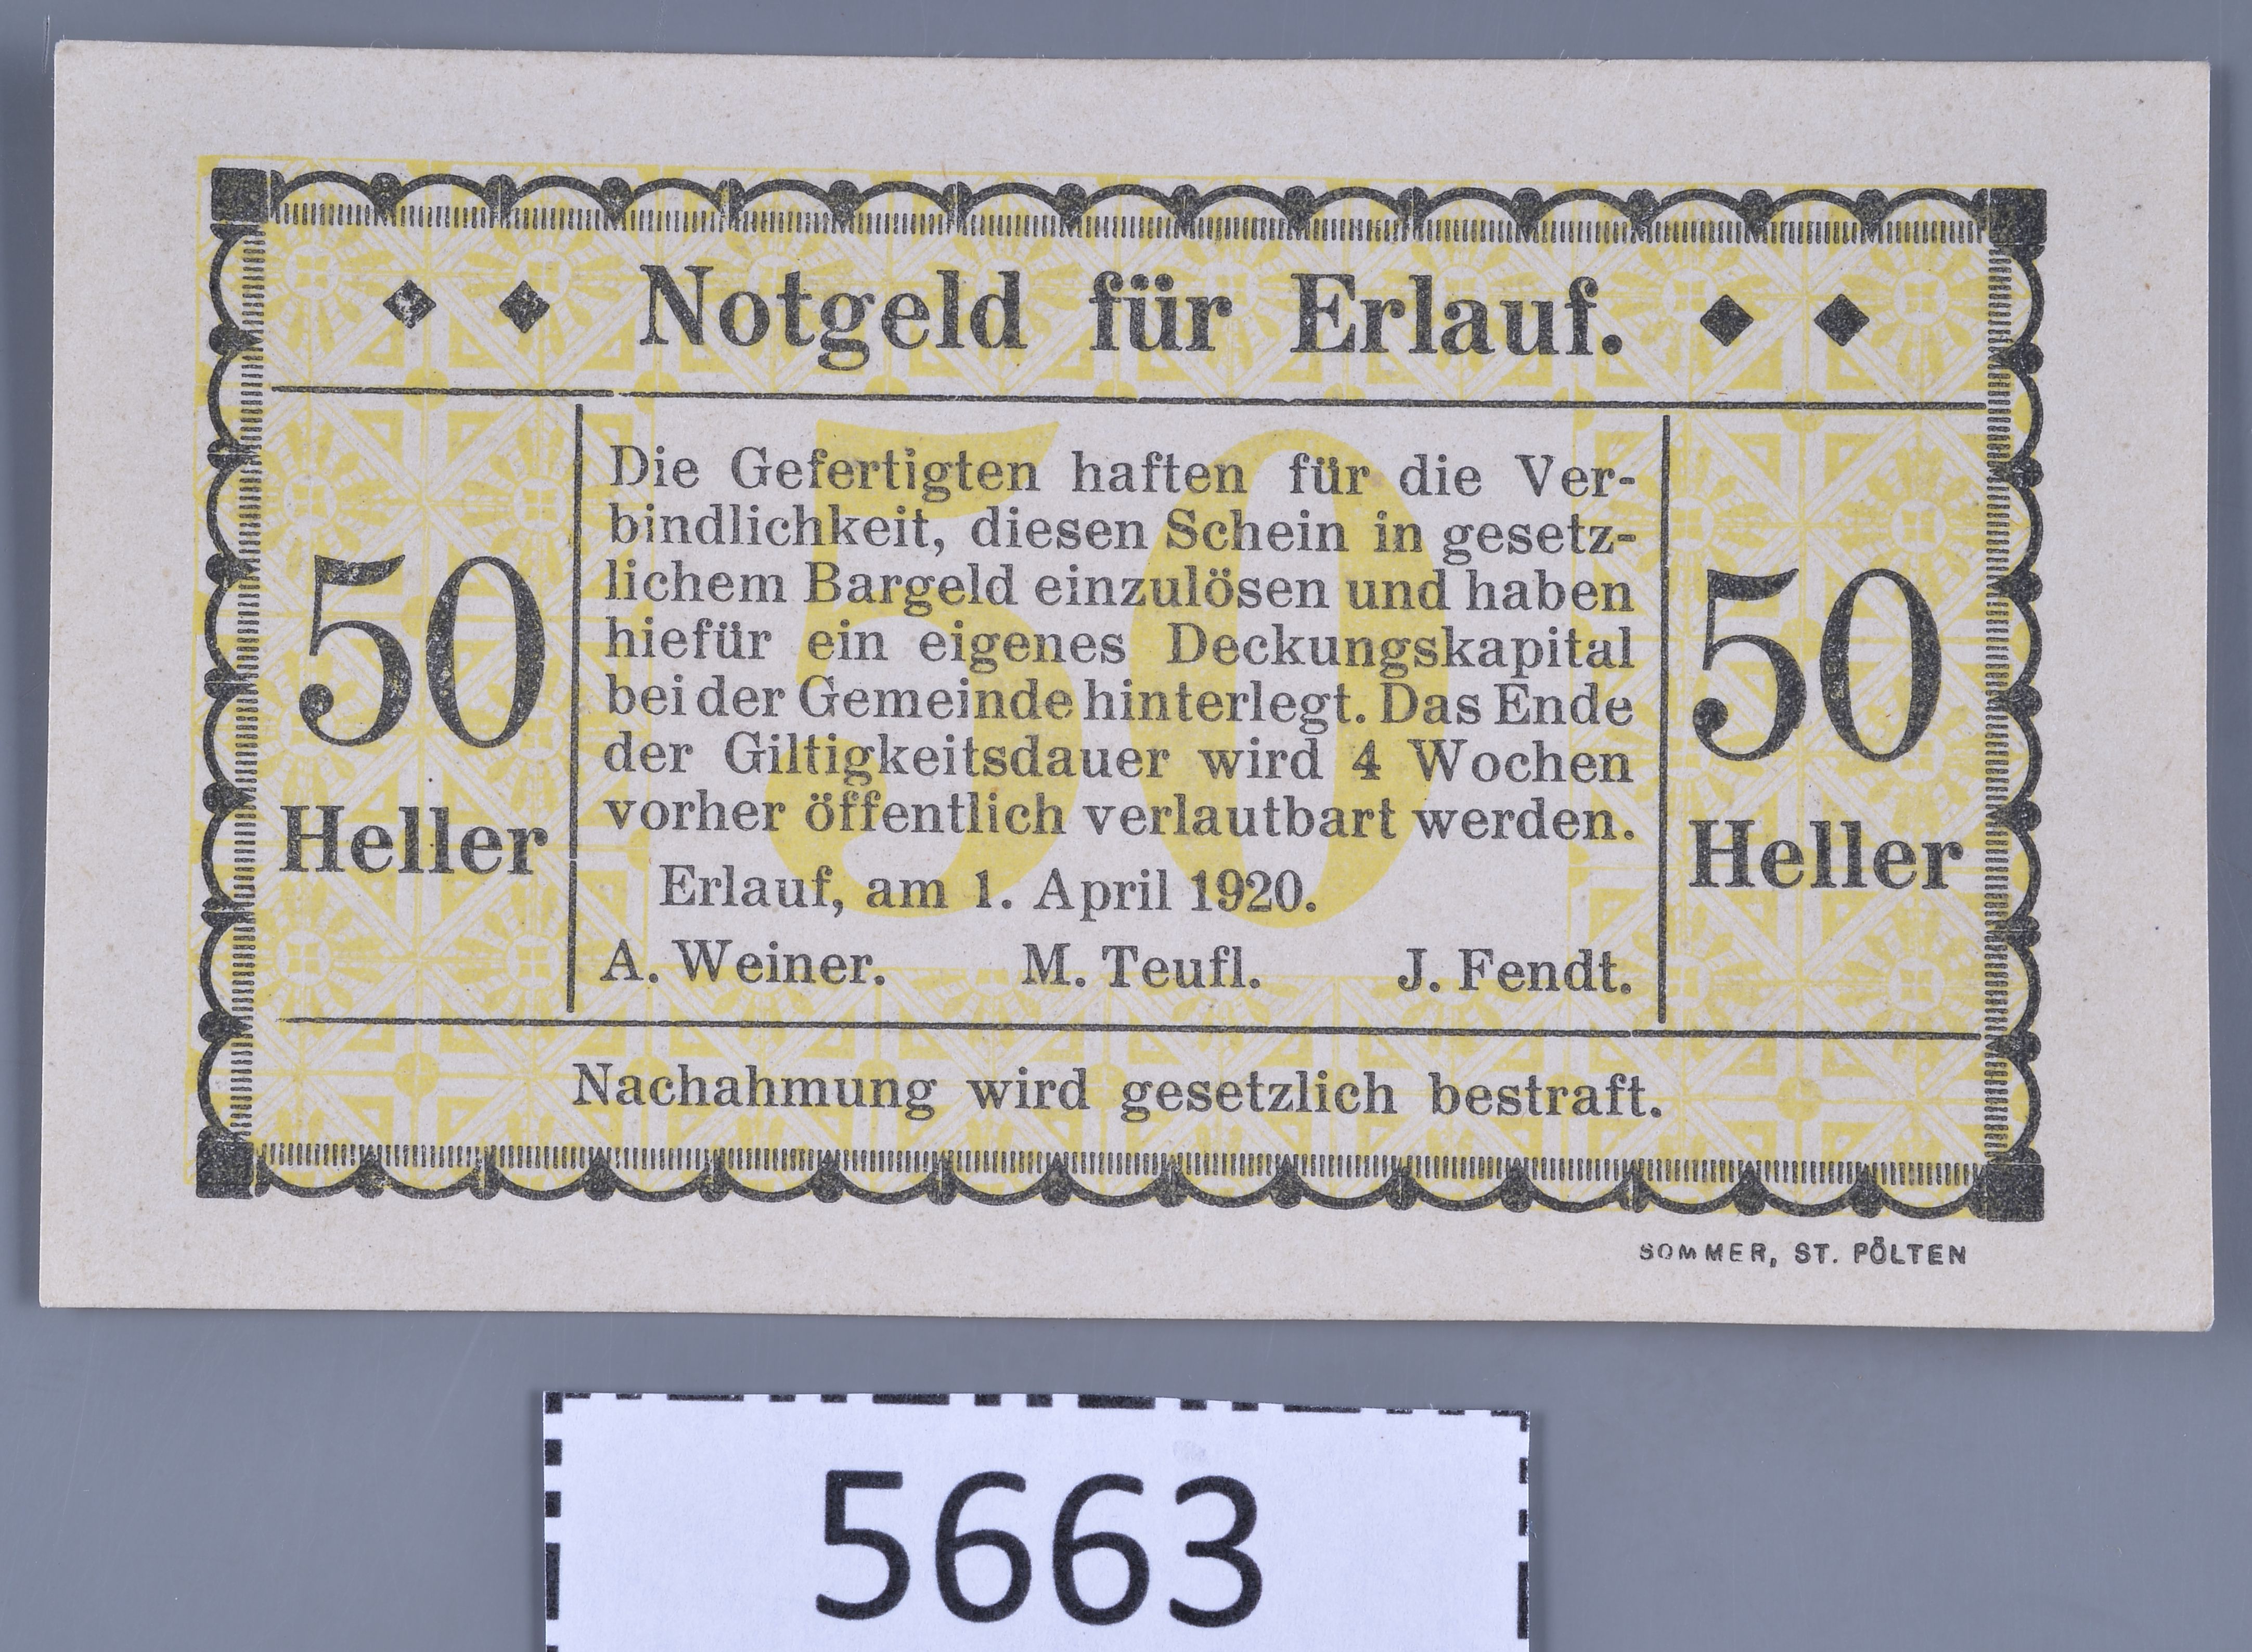 Notgeld für Erlauf.
50
Heller
Die Gefertigten haften für die Ver-
bindlichkeit, diesen Schein in gesetz-
lichem Bargeld einzulösen und haben
hiefür ein eigenes Deckungskapital
bei der Gemeinde hinterlegt. Das Ende
der Giltigkeitsdauer wird 4 Wochen
vorher öffentlich verlautbart werden.
Erlauf, am 1. April 1920.
A. Weiner. M. Teufl. J. Fendt.
50
50
Heller
Nachahmung wird gesetzlich bestraft.
SOMMER, ST. PÖLTEN
5663